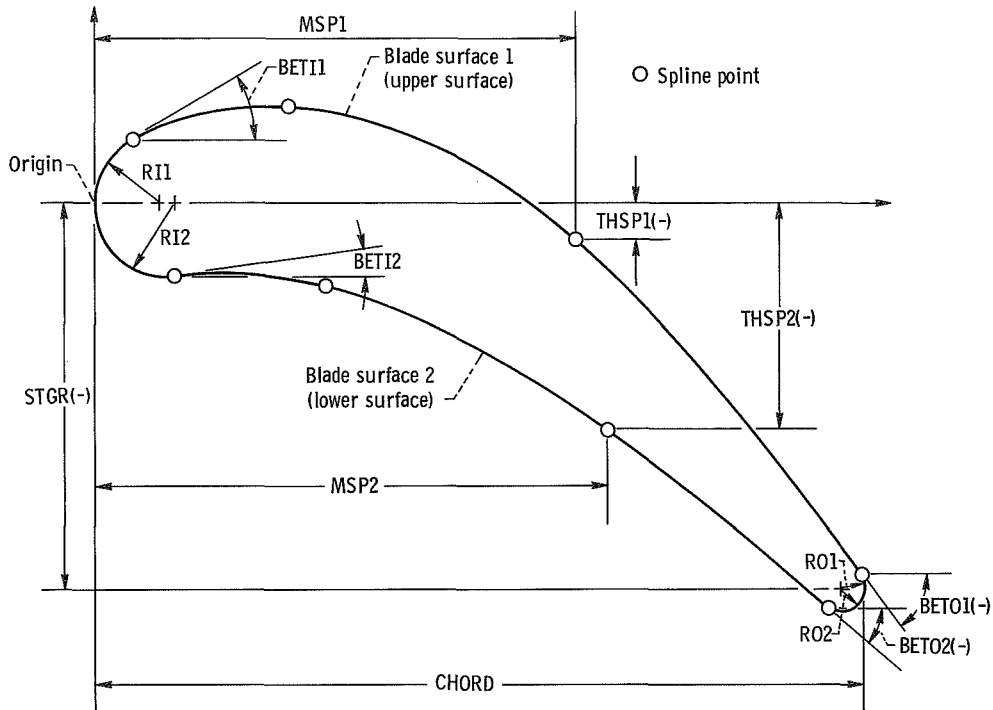 MSP1
BETI1
Blade surface 1
(upper surface)
Spline point
Origin
RI1
RI2
THSP1(-)
BETI2
THSP2(-)
STGR(-)
Blade surface 2
(lower surface)
MSP2
RO1
BETO1(-)
RO2
BETO2(-)
CHORD